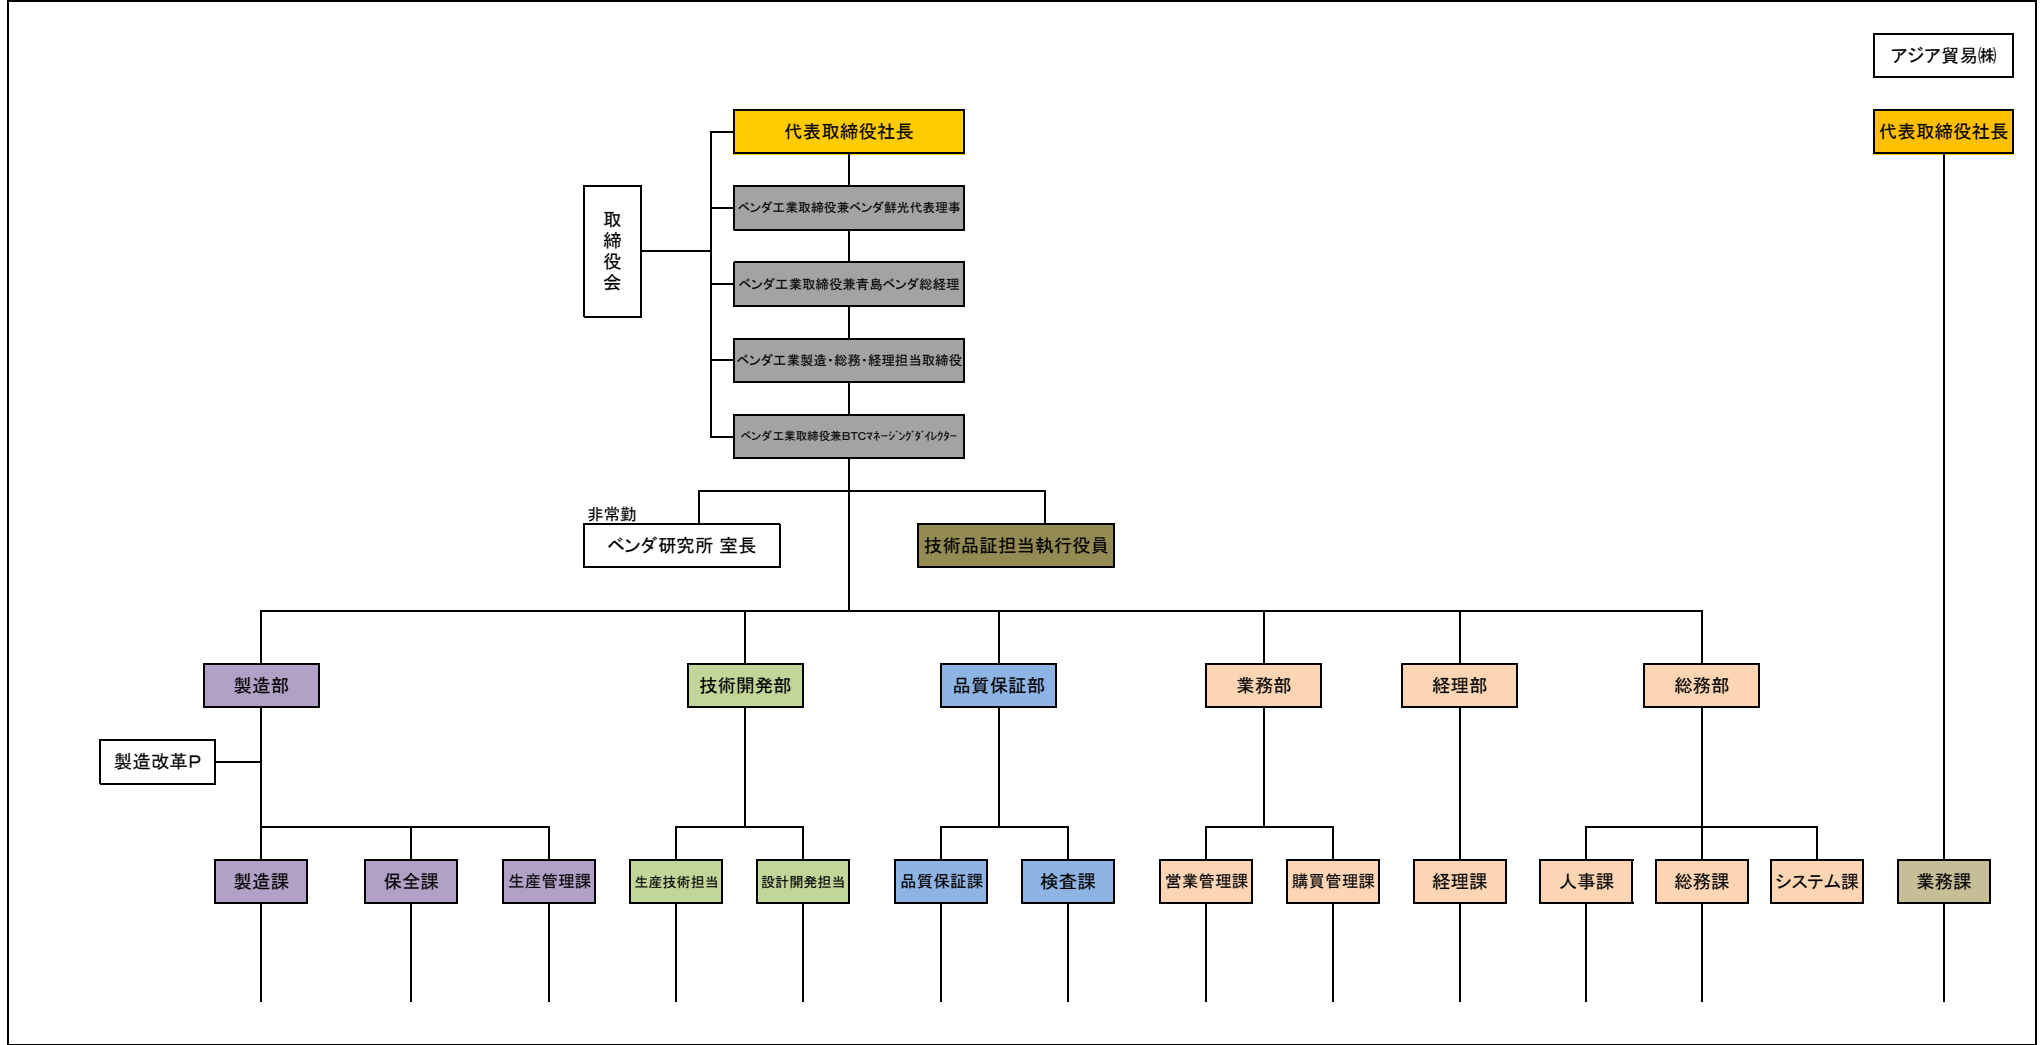 アジア貿易㈱
代表取締役社長
代表取締役社長
取締役会
ベンダ工業取締役兼ベンダ鮮光代表理事
ベンダ工業取締役兼青島ベンダ総経理
ベンダ工業製造・総務・経理担当取締役
ベンダ工業取締役兼BTCﾏﾈｰｼﾞﾝｸﾞﾀﾞｲﾚｸﾀｰ
非常勤
ベンダ研究所 室長
技術品証担当執行役員
製造部
技術開発部
品質保証部
業務部
経理部
総務部
製造改革P
製造課
保全課
生産管理課
生産技術担当
設計開発担当
品質保証課
検査課
営業管理課
購買管理課
経理課
人事課
総務課
システム課
業務課